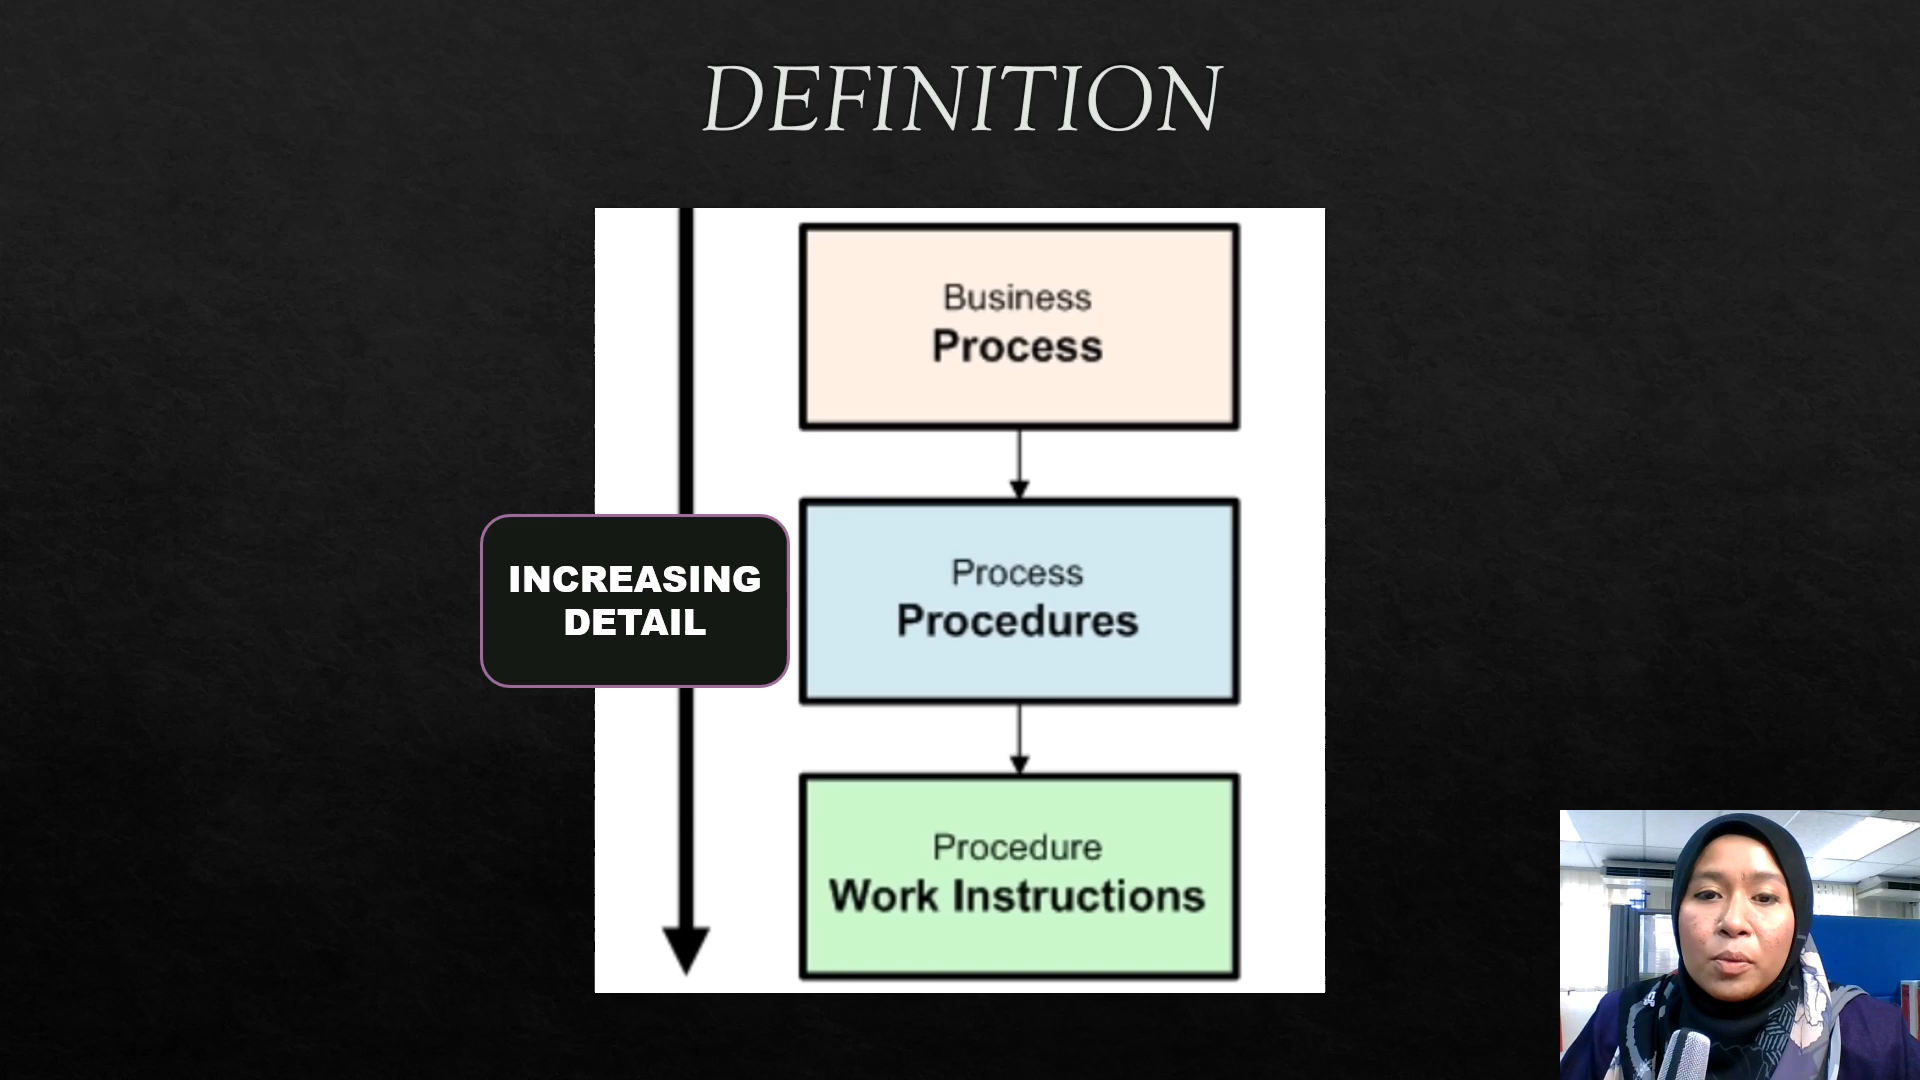 DEFINITION
Business
Process
INCREASING
DETAIL
Process
Procedures
Procedure
Work Instructions